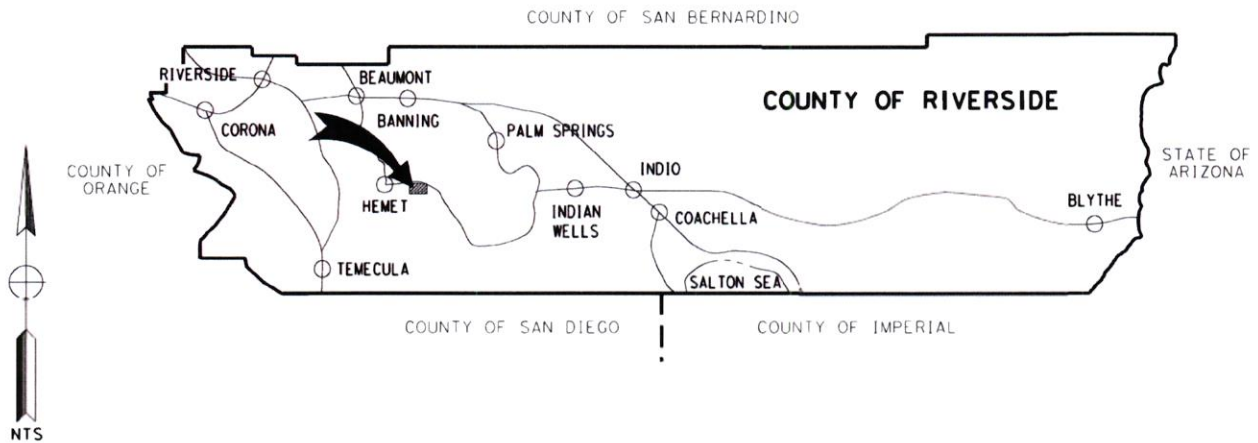 COUNTY OF SAN BERNARDINO
RIVERSIDE
BEAUMONT
COUNTY OF RIVERSIDE
CORONA
BANNING
PALM SPRINGS
COUNTY OF
ORANGE
STATE OF
ARIZONA
HEMET
INDIO
INDIAN
WELLS
COACHELLA
BLYTHE
TEMECULA
SALTON SEA
COUNTY OF SAN DIEGO
COUNTY OF IMPERIAL
NTS